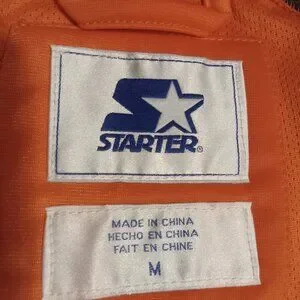 STARTER®
MADE IN CHINA
HECHO EN CHINA
FAIT EN CHINE
M